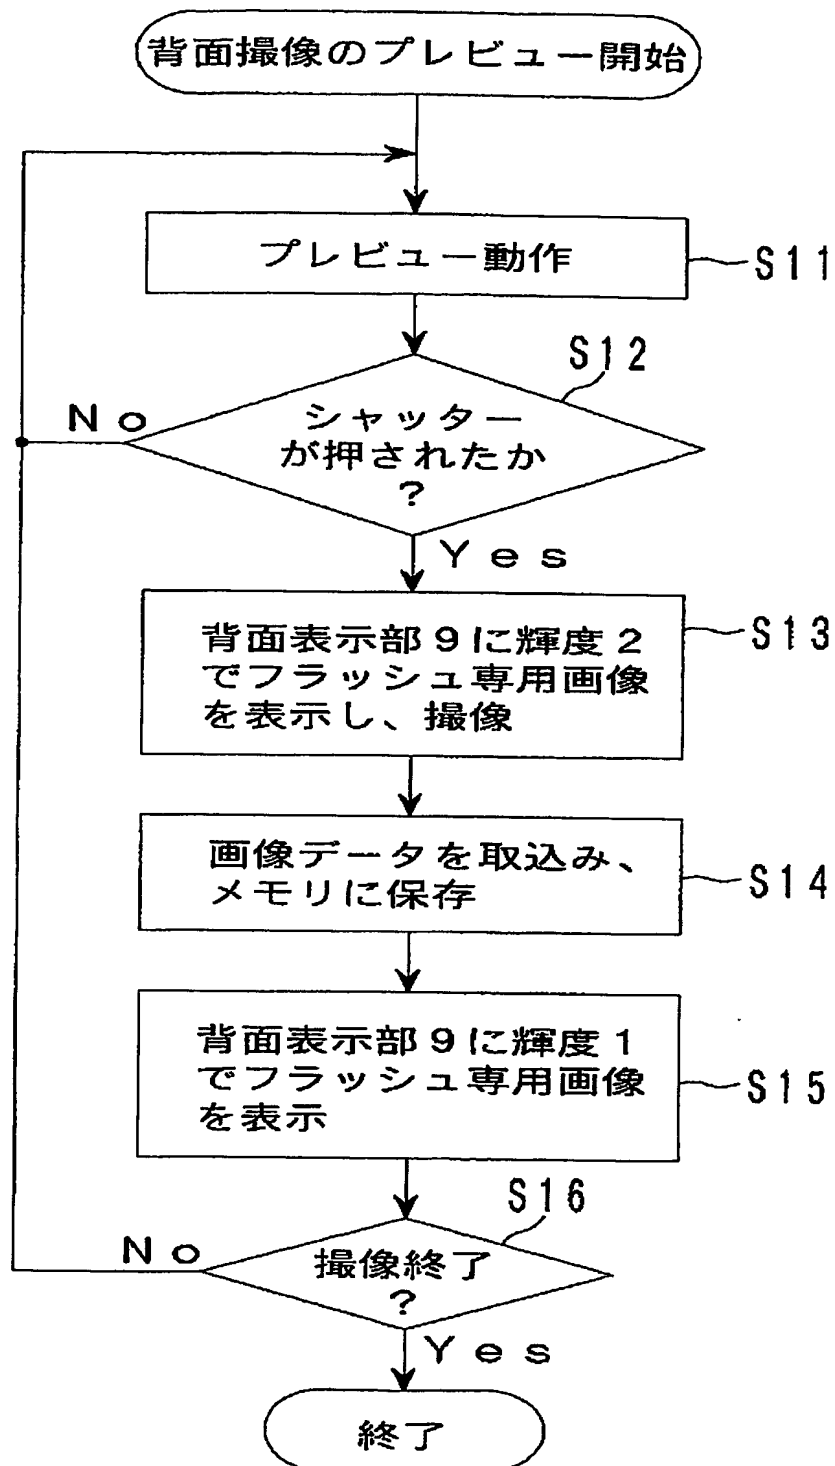 背面撮像のプレビュー開始
プレビュー動作
S11
S12
No
シャッター
が押されたか
?
Yes
背面表示部9に輝度2
でフラッシュ専用画像
を表示し、撮像
S13
画像データを取込み、
メモリに保存
S14
背面表示部9に輝度1
でフラッシュ専用画像
を表示
S15
S16
No
撮像終了
?
Yes
終了